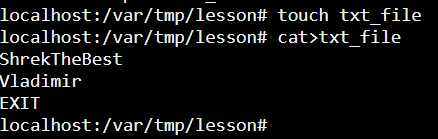 localhost:/var/tmp/lesson# touch txt_file
localhost:/var/tmp/lesson# cat>txt_file
ShrekTheBest
Vladimir
EXIT
localhost:/var/tmp/lesson#